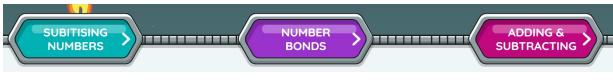 SUBITISING
NUMBERS
NUMBER
BONDS
ADDING &
SUBTRACTING